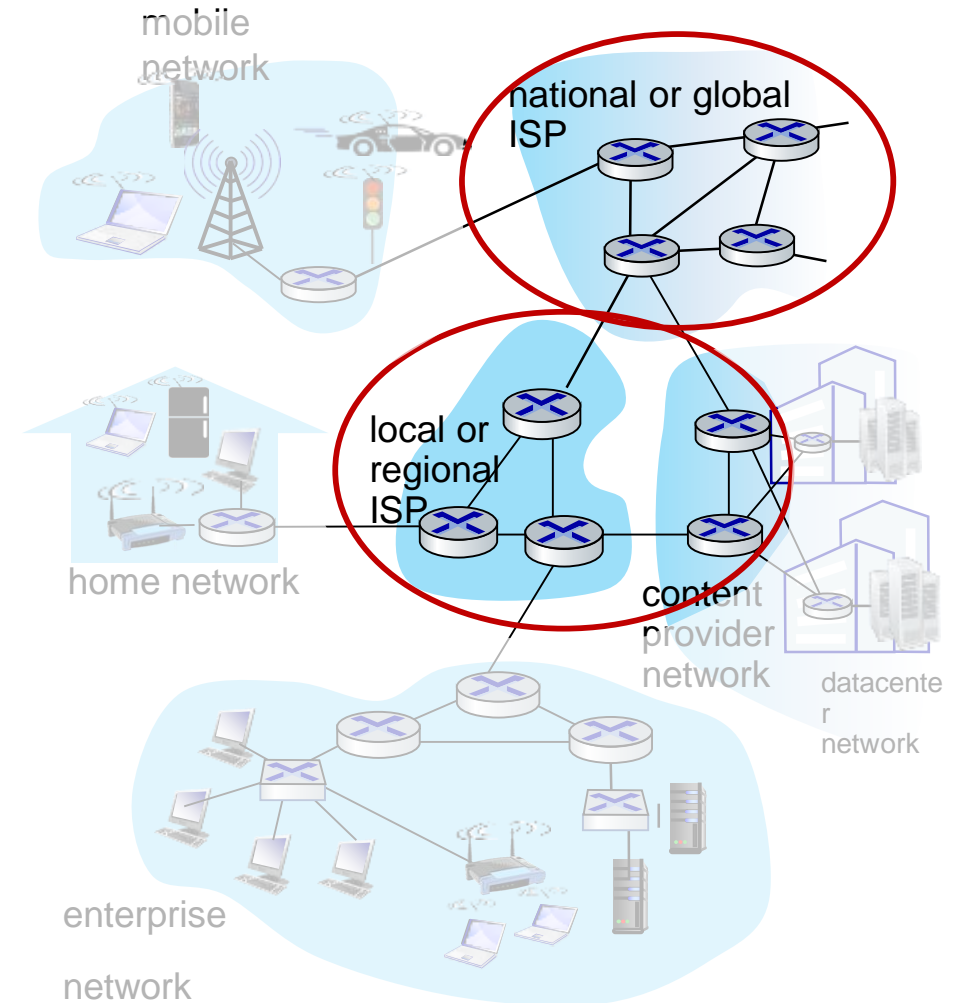 mobile
network
national or global
ISP
local or
regional
ISP
home network
content
provider
network
datacente
r
network
enterprise
network